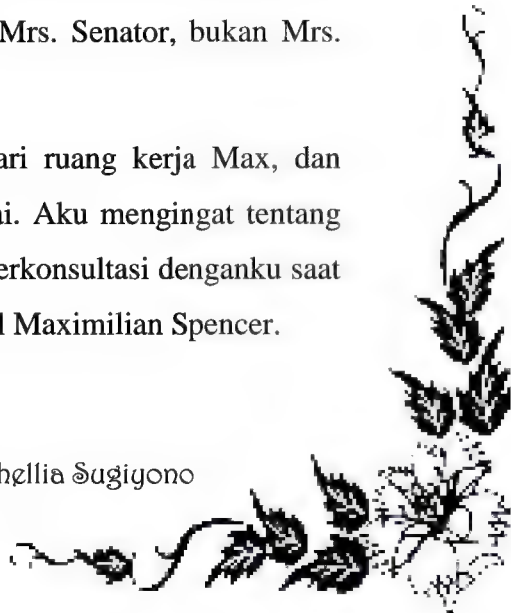 Mrs. Senator, bukan Mrs.
ari ruang kerja Max, dan
ai. Aku mengingat tentang
erkonsultasi denganku saat
l Maximilian Spencer.
hellia Sugiyono